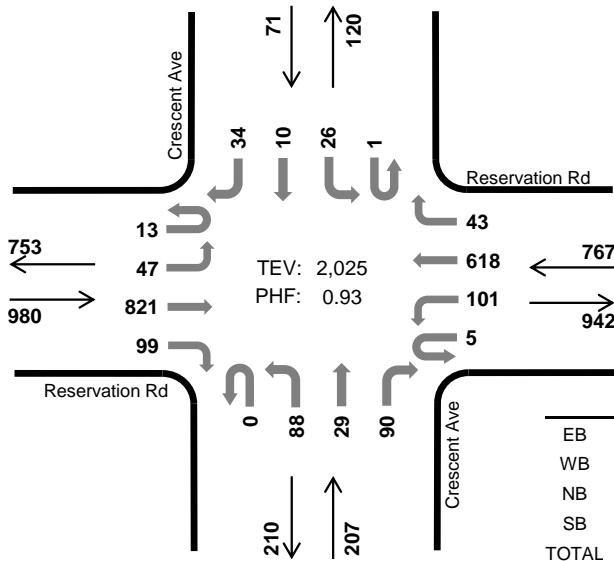 71
120
Crescent Ave
34
10
26
1
Reservation Rd
13
43
753
47
TEV: 2,025
618
767
980
821
PHF: 0.93
101
942
99
5
Reservation Rd
0
88
29
90
Crescent Ave
EB
WB
NB
210
207
SB
TOTAL